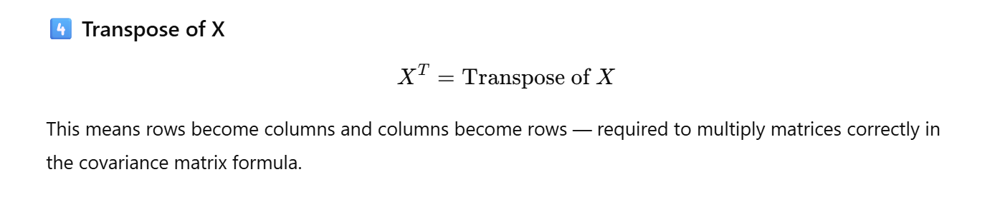 4️⃣ Transpose of X
X^T = Transpose of X
This means rows become columns and columns become rows — required to multiply matrices correctly in
the covariance matrix formula.